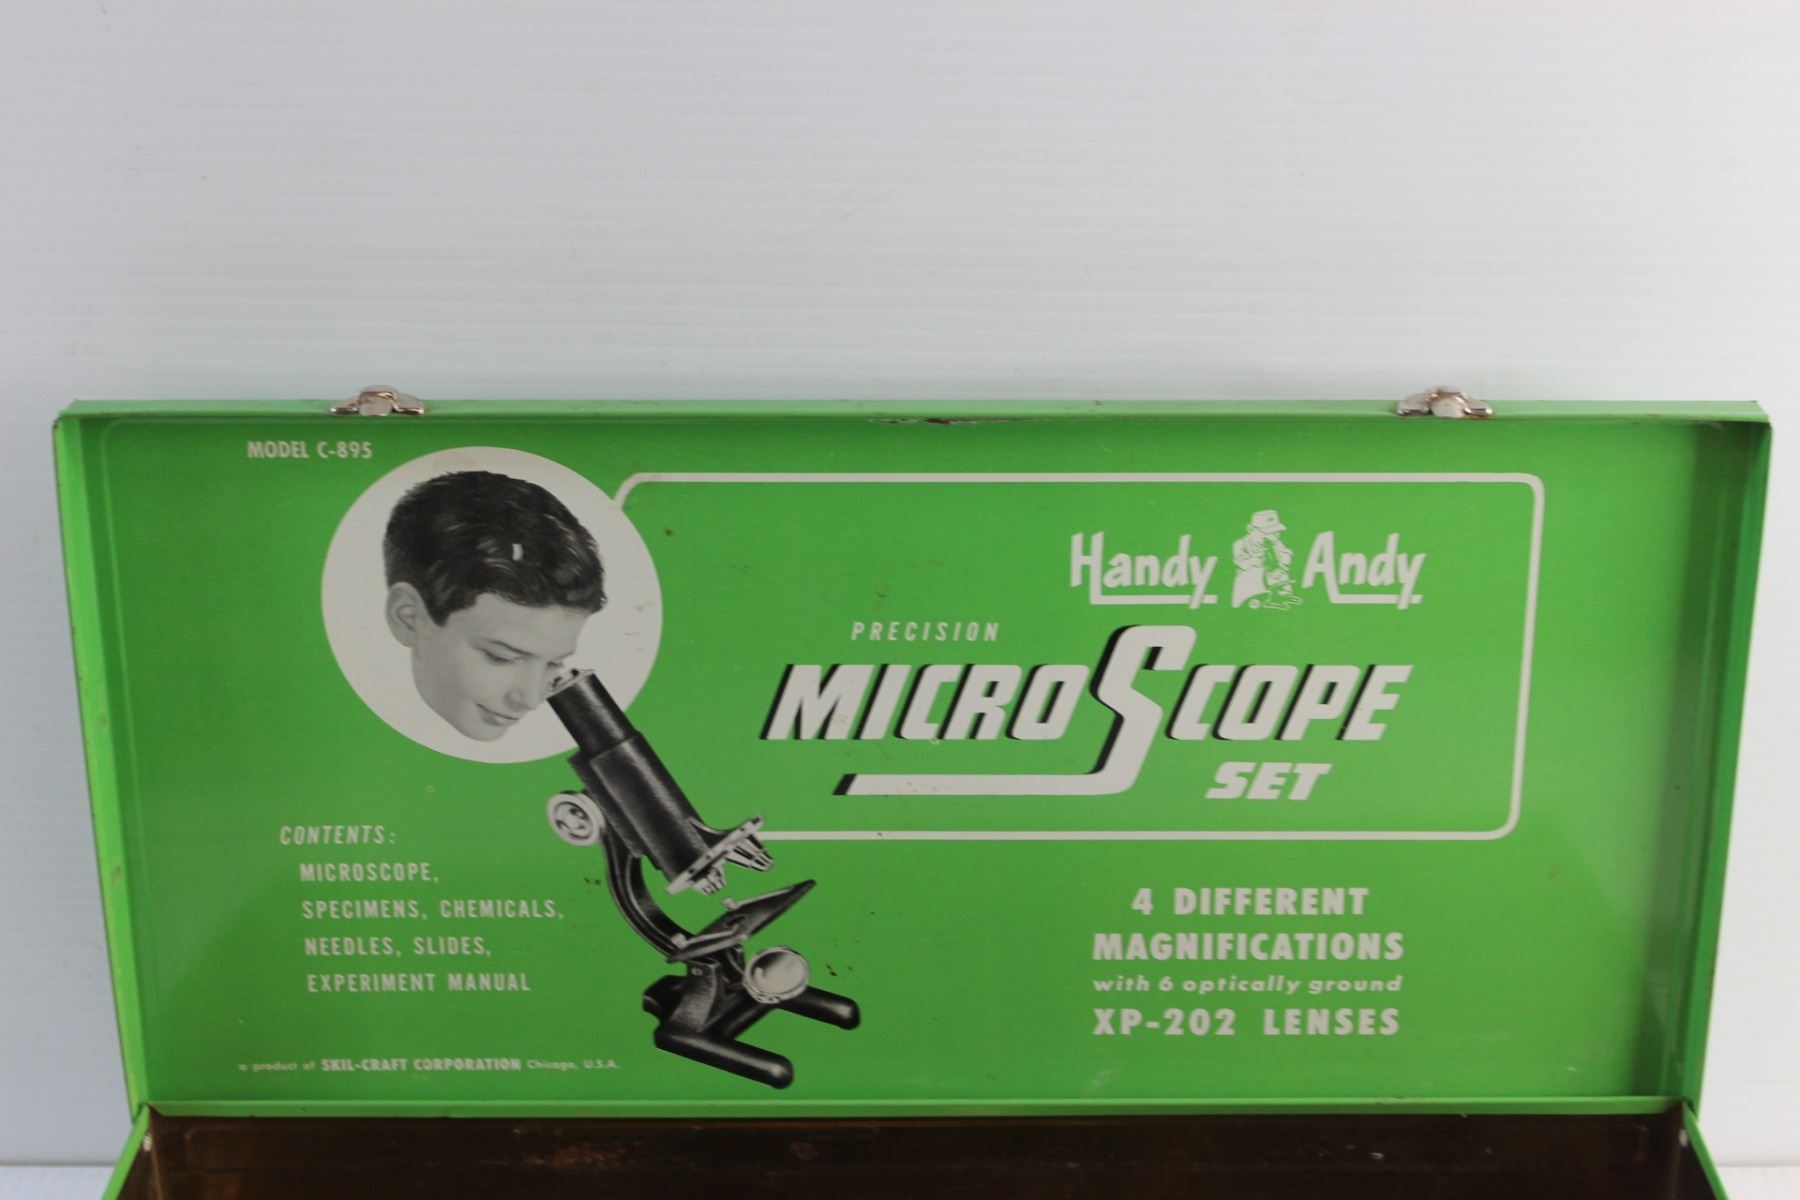 MODEL C-895
Handy Andy
PRECISION
MICROSCOPE
SET
CONTENTS:
MICROSCOPE,
SPECIMENS, CHEMICALS,
NEEDLES, SLIDES,
EXPERIMENT MANUAL
4 DIFFERENT
MAGNIFICATIONS
with 6 optically ground
XP-202 LENSES
a product of SKIL-CRAFT CORPORATION Chicago, U.S.A.